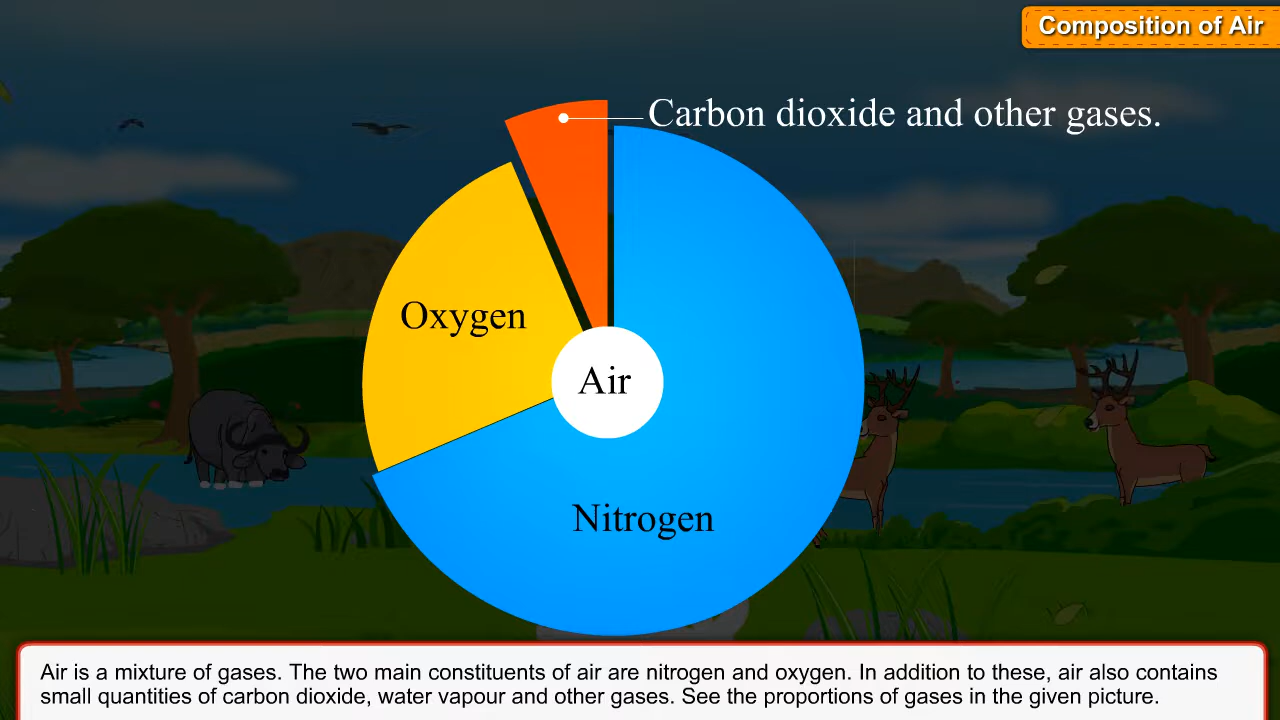 Composition of Air
Carbon dioxide and other gases.
Oxygen
Air
Nitrogen
Air is a mixture of gases. The two main constituents of air are nitrogen and oxygen. In addition to these, air also contains
small quantities of carbon dioxide, water vapour and other gases. See the proportions of gases in the given picture.